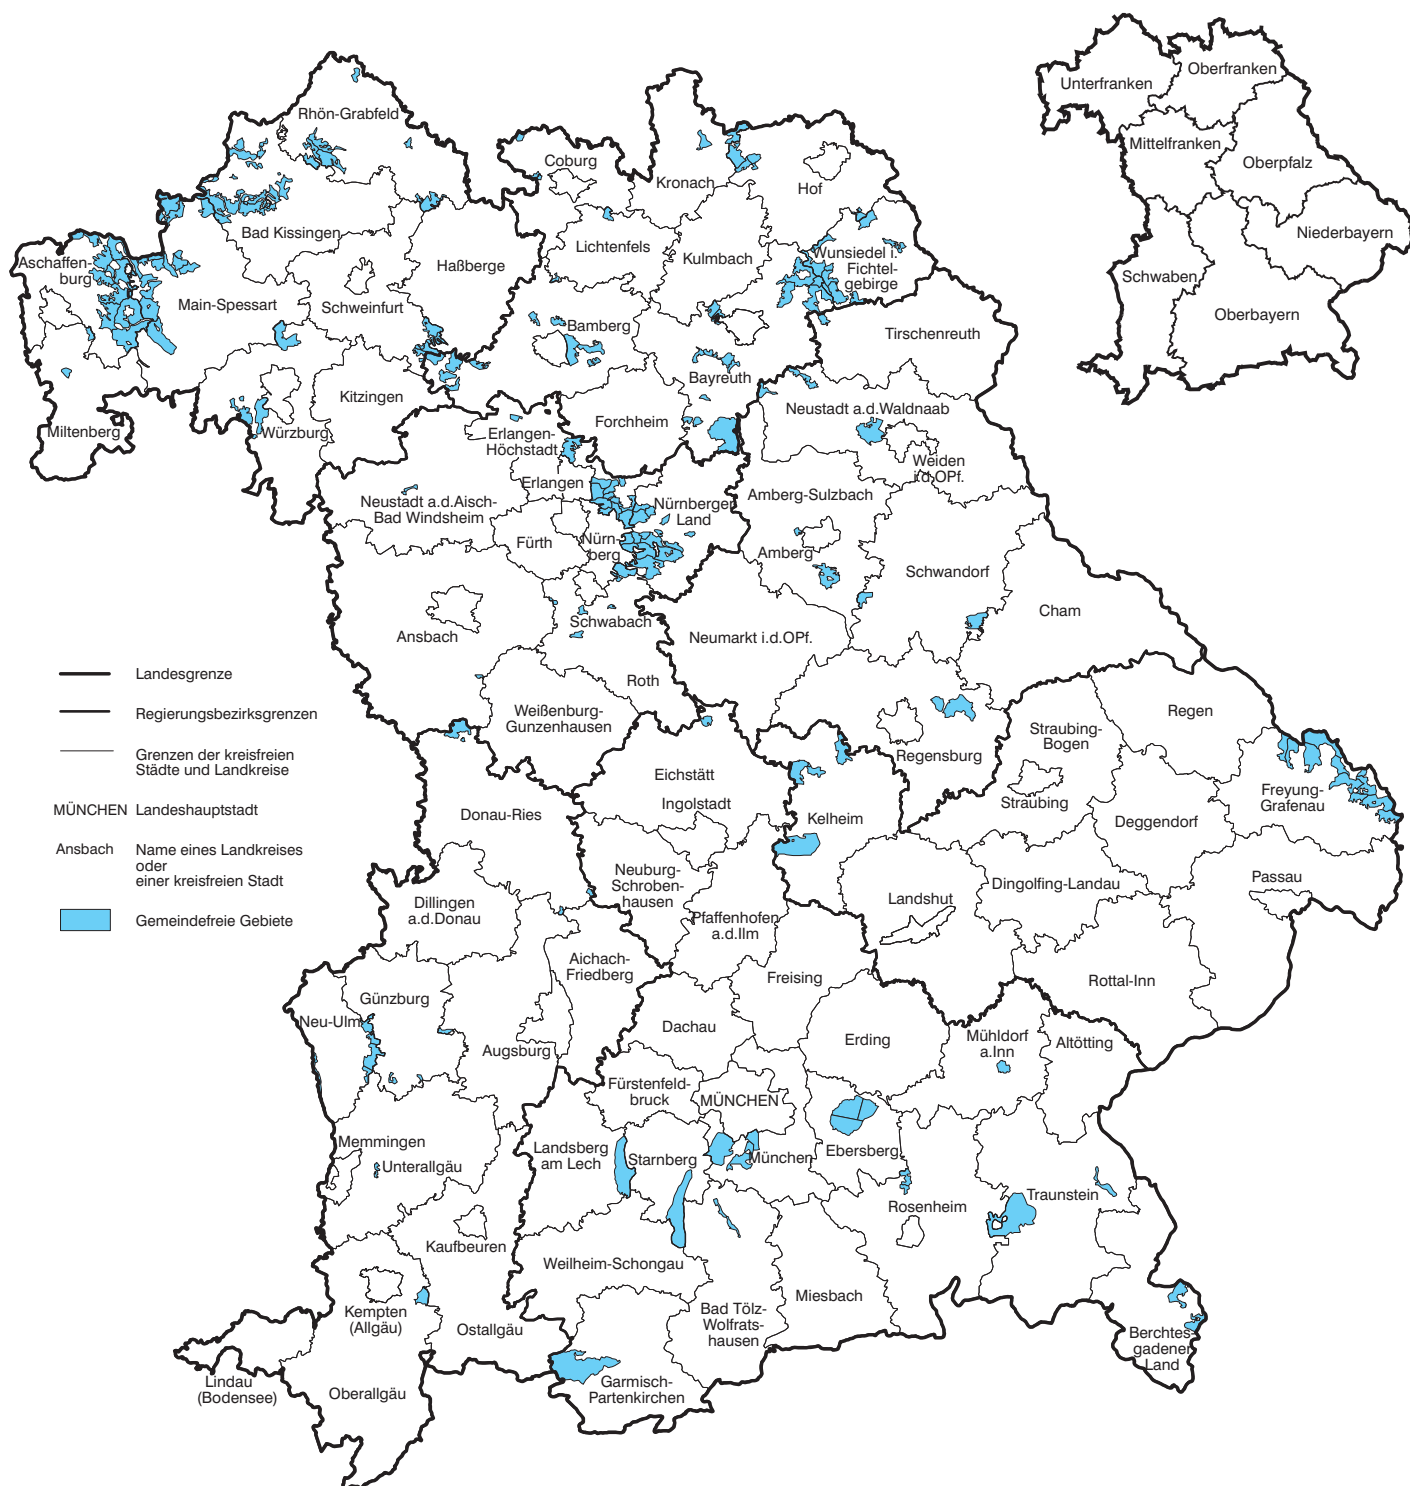 Unterfranken
Oberfranken
Mittelfranken
Oberpfalz
Niederbayern
Schwaben
Oberbayern
Rhön-Grabfeld
Coburg
Kronach
Hof
Bad Kissingen
Lichtenfels
Kulmbach
Wunsiedel i.
Fichtel-
gebirge
Aschaffen-
burg
Haßberge
Main-Spessart
Schweinfurt
Bamberg
Tirschenreuth
Bayreuth
Kitzingen
Miltenberg
Würzburg
Forchheim
Neustadt a.d.Waldnaab
Erlangen-
Höchstadt
Weiden
i.d.OPf.
Erlangen
Neustadt a.d.Aisch-
Bad Windsheim
Nürnberger
Land
Amberg-Sulzbach
Fürth
Nürn-
berg
Amberg
Schwandorf
Cham
Ansbach
Schwabach
Neumarkt i.d.OPf.
Roth
Weißenburg-
Gunzenhausen
Regensburg
Regen
Straubing-
Bogen
Straubing
Landesgrenze
Regierungsbezirksgrenzen
Grenzen der kreisfreien
Städte und Landkreise
MÜNCHEN Landeshauptstadt
Ansbach Name eines Landkreises
oder
einer kreisfreien Stadt
Gemeindefreie Gebiete
Eichstätt
Ingolstadt
Kelheim
Freyung-
Grafenau
Deggendorf
Donau-Ries
Neuburg-
Schroben-
hausen
Dillingen
a.d.Donau
Pfaffenhofen
a.d.Ilm
Landshut
Dingolfing-Landau
Passau
Aichach-
Friedberg
Freising
Rottal-Inn
Günzburg
Neu-Ulm
Augsburg
Dachau
Erding
Mühldorf
a.Inn
Altötting
Fürstenfeld-
bruck
MÜNCHEN
Memmingen
Unterallgäu
Landsberg
am Lech
Starnberg
München
Ebersberg
Rosenheim
Traunstein
Kaufbeuren
Weilheim-Schongau
Kempten
(Allgäu)
Ostallgäu
Bad Tölz-
Wolfrats-
hausen
Miesbach
Berchtes-
gadener
Land
Lindau
(Bodensee)
Oberallgäu
Garmisch-
Partenkirchen